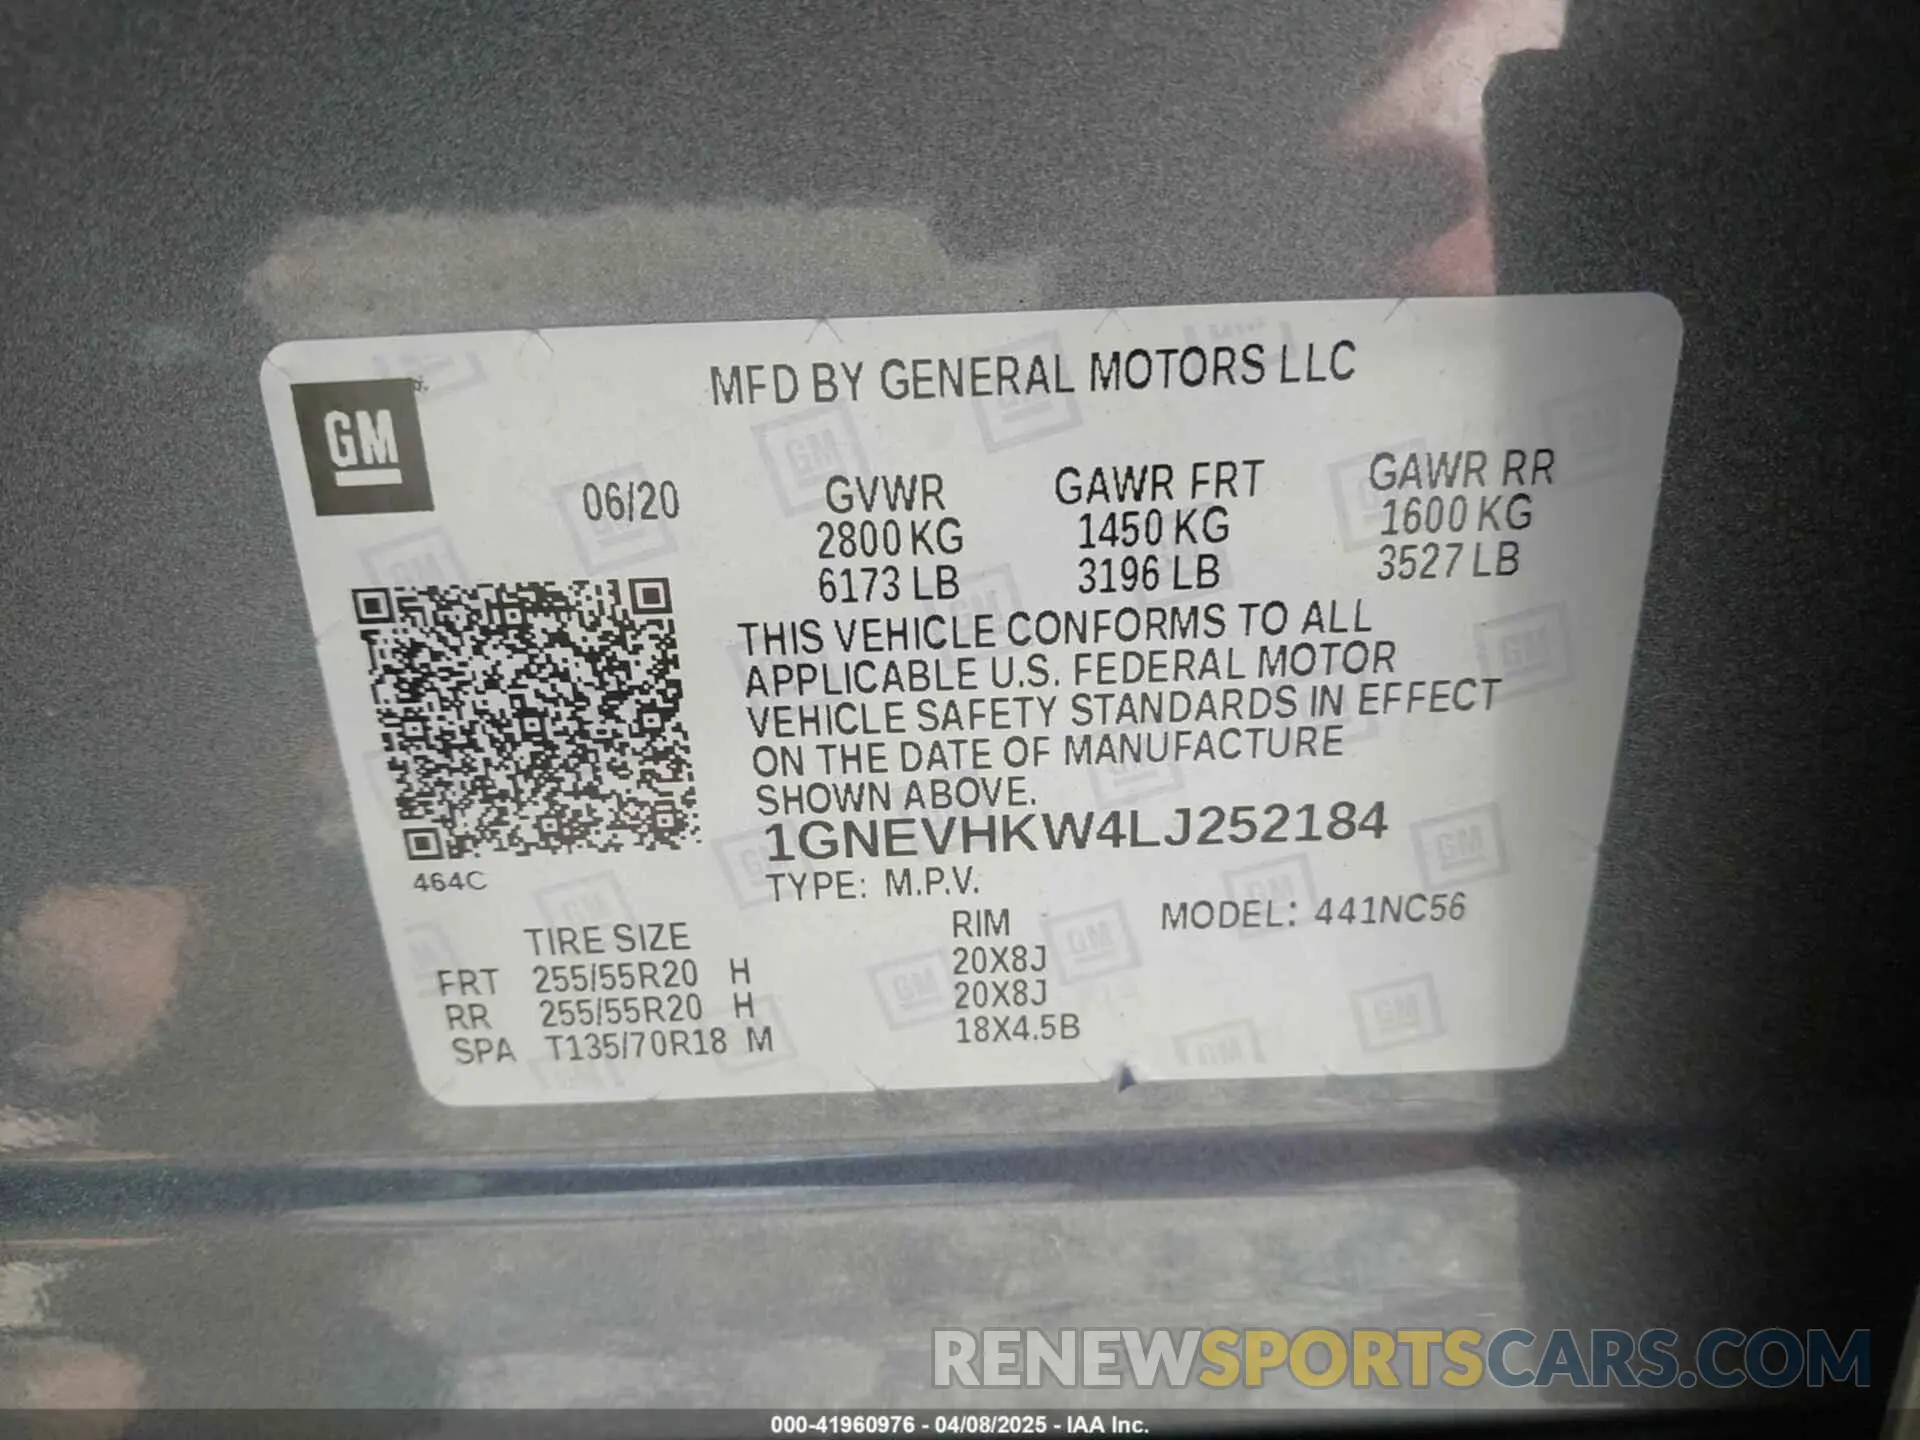 MFD BY GENERAL MOTORS LLC
GM
06/20
GVWR GAWR FRT GAWR RR
2800 KG 1450 KG 1600 KG
6173 LB 3196 LB 3527 LB
THIS VEHICLE CONFORMS TO ALL
APPLICABLE U.S. FEDERAL MOTOR
VEHICLE SAFETY STANDARDS IN EFFECT
ON THE DATE OF MANUFACTURE
SHOWN ABOVE.
1GNEVHKW4LJ252184
464C
TYPE: M.P.V.
TIRE SIZE RIM MODEL: 441NC56
FRT 255/55R20 H 20X8J
RR 255/55R20 H 20X8J
SPA T135/70R18 M 18X4.5B
RENEWSPORTSCARS.COM
000-41960976 - 04/08/2025 - IAA Inc.